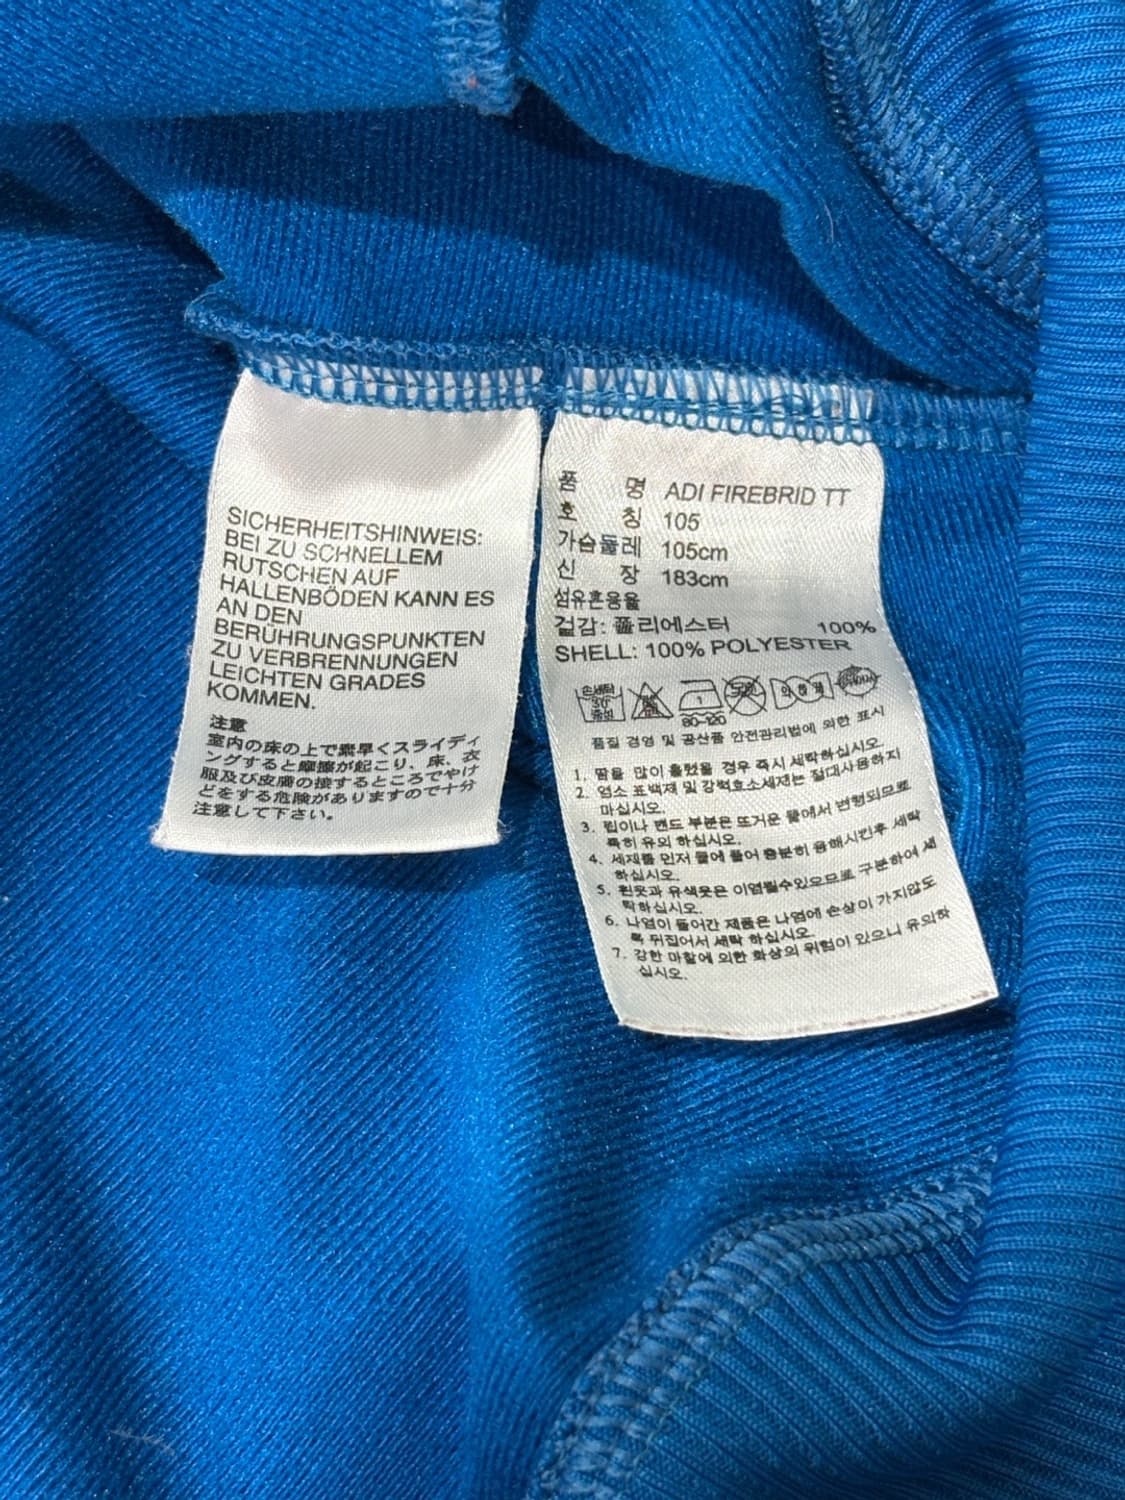 SICHERHEITSHINWEIS:
BEI ZU SCHNELLEM
RUTSCHEN AUF
HALLENBÖDEN KANN ES
AN DEN
BERÜHRUNGSPUNKTEN
ZU VERBRENNUNGEN
LEICHTEN GRADES
KOMMEN.
注意
室内の床の上で素早くスライディ
ングすると摩擦が起こり、床、衣
服及び皮膚の接するところでやけ
どをする危険がありますので十分
注意して下さい。
품 명 ADI FIREBRID TT
호 칭 105
가슴둘레 105cm
신 장 183cm
섬유혼용율
겉감: 폴리에스터 100%
SHELL: 100% POLYESTER
손세탁
30
중성
1
80-120
품질 경영 및 공산품 안전관리법에 의한 표시
1. 땀을 많이 흘렸을 경우 즉시 세탁하십시오.
2. 염소 표백제 및 강력효소세제는 절대사용하지
마십시오.
3. 립이나 밴드 부분은 뜨거운 물에서 변형되므로
특히 유의 하십시오.
4. 세제를 먼저 물에 풀어 충분히 용해시킨후 세탁
하십시오.
5. 흰옷과 유색옷은 이염될수있으므로 구분하여 세
탁하십시오.
6. 나염이 들어간 제품은 나염에 손상이 가지않도
록 뒤집어서 세탁 하십시오.
7. 강한 마찰에 의한 화상의 위험이 있으니 유의하
십시오.